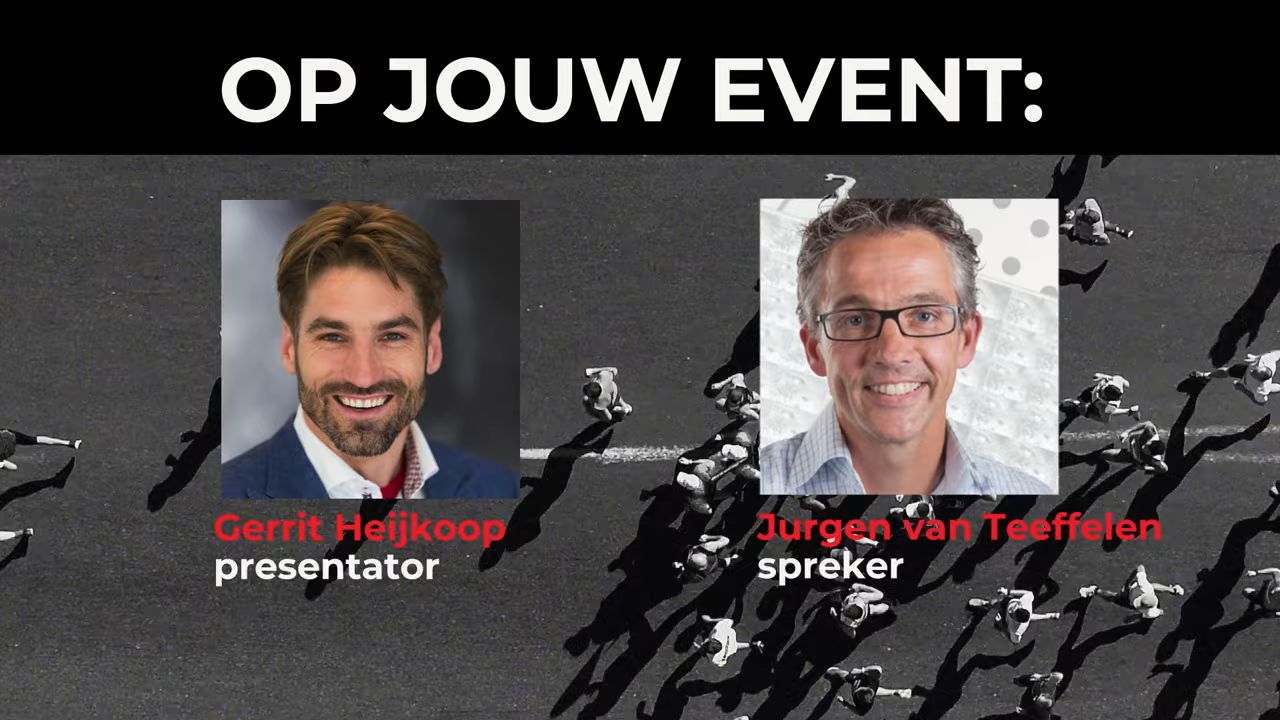 OP JOUW EVENT:
Gerrit Heijkoop
presentator
Jurgen van Teeffelen
spreker